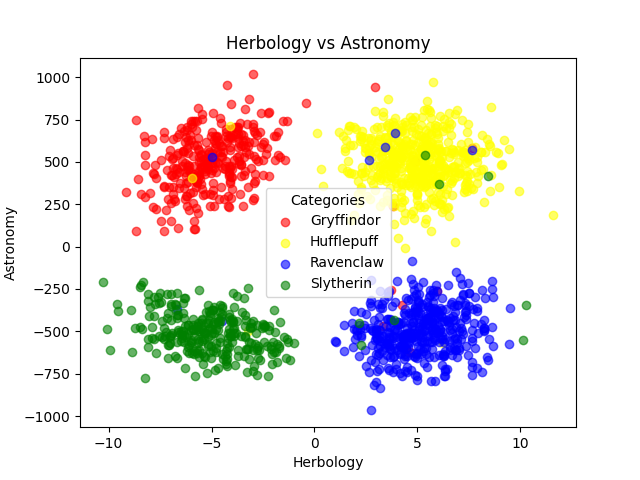 Herbology vs Astronomy
1000
750
500
250
0
−250
−500
−750
−1000
Astronomy
Categories
Gryffindor
Hufflepuff
Ravenclaw
Slytherin
−10
−5
0
5
10
Herbology